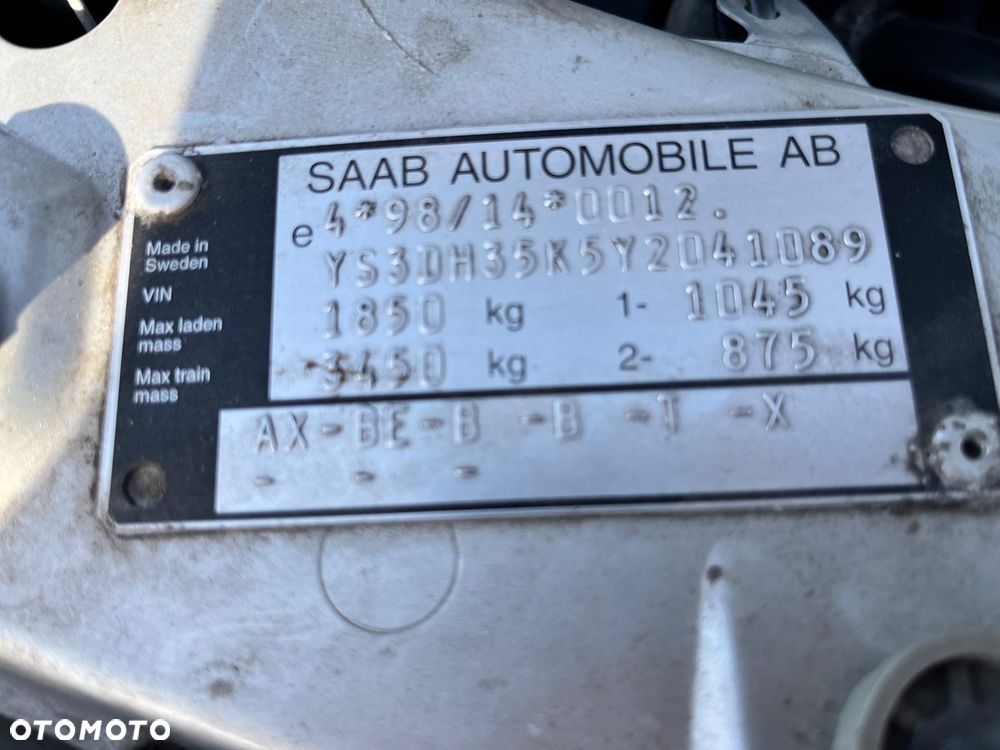 SAAB AUTOMOBILE AB
e 4*98/14*0012.
Made in Sweden
VIN YS3DH35K5Y2041089
Max laden mass 1850 kg 1- 1045 kg
Max train mass 3450 kg 2- 875 kg
AX-BE-B -B -T -X
- - -
OTOMOTO